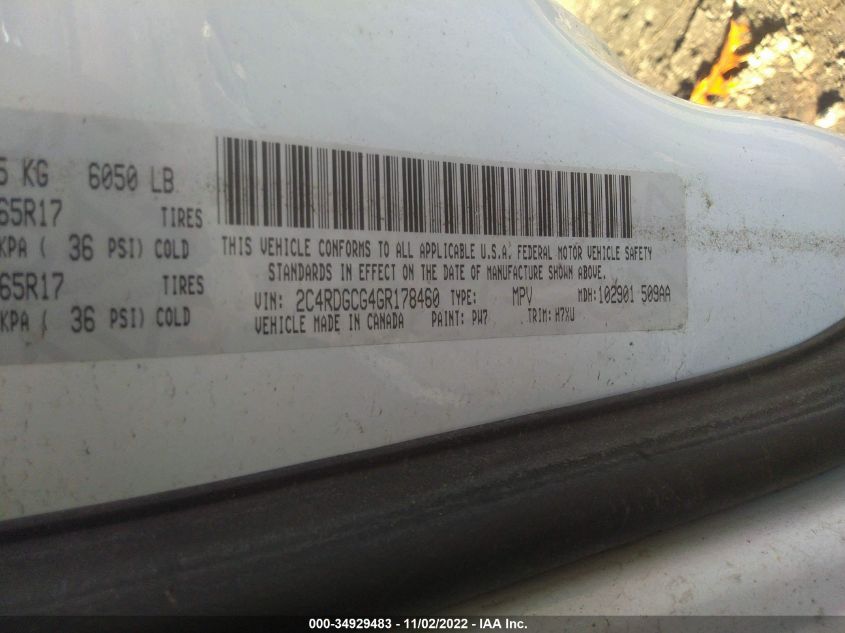 5 KG 6050 LB
65R17 TIRES
KPA ( 36 PSI) COLD
65R17 TIRES
KPA ( 36 PSI) COLD
THIS VEHICLE CONFORMS TO ALL APPLICABLE U.S.A. FEDERAL MOTOR VEHICLE SAFETY
STANDARDS IN EFFECT ON THE DATE OF MANUFACTURE SHOWN ABOVE.
VIN: 2C4RDGCG4GR178460 TYPE: MPV MDH:102901 509AA
VEHICLE MADE IN CANADA PAINT: PW7 TRIM: H7XU
000-34929483 - 11/02/2022 - IAA Inc.